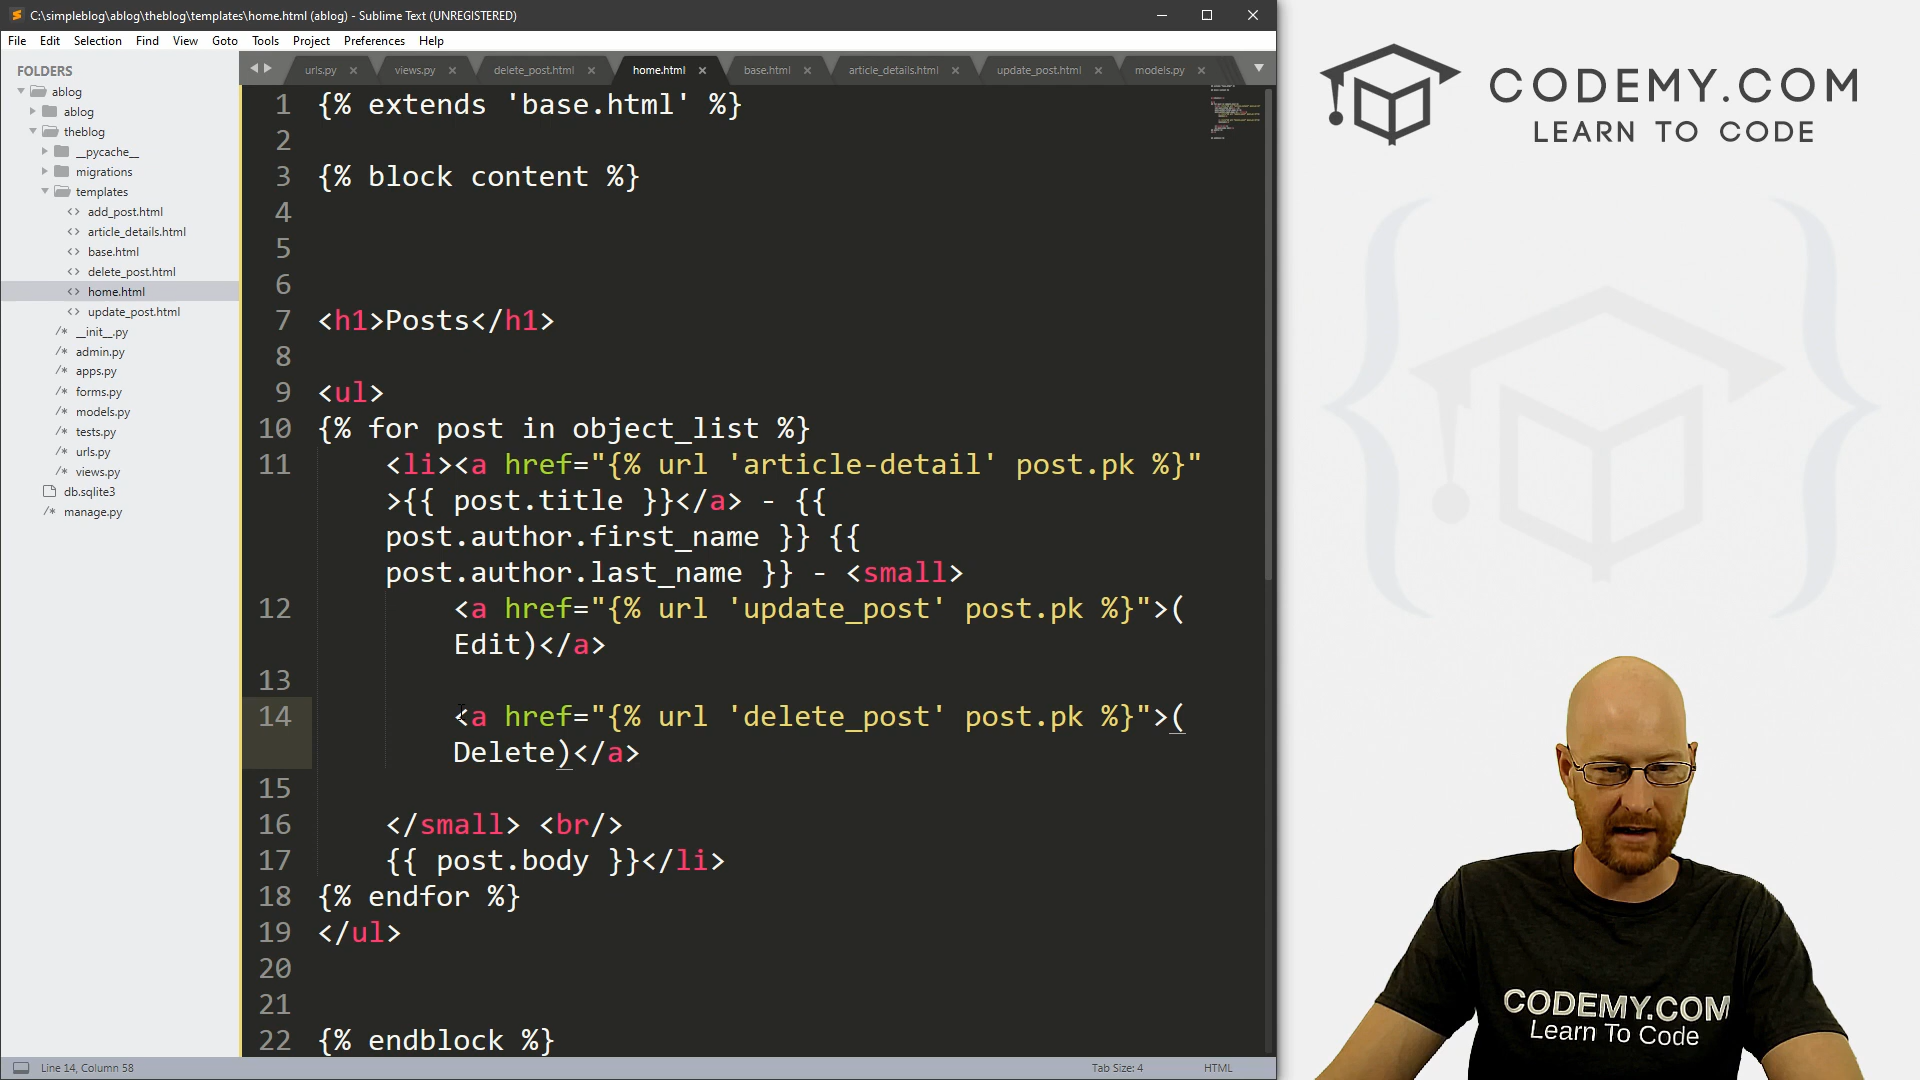 C:\simpleblog\ablog\theblog\templates\home.html (ablog) - Sublime Text (UNREGISTERED)
File Edit Selection Find View Goto Tools Project Preferences Help
FOLDERS
ablog
ablog
theblog
__pycache__
migrations
templates
add_post.html
article_details.html
base.html
delete_post.html
home.html
update_post.html
__init__.py
admin.py
apps.py
forms.py
models.py
tests.py
urls.py
views.py
db.sqlite3
manage.py
urls.py views.py delete_post.html home.html base.html article_details.html update_post.html models.py
1 {% extends 'base.html' %}
2
3 {% block content %}
4
5
6
7 <h1>Posts</h1>
8
9 <ul>
10 {% for post in object_list %}
11 <li><a href="{% url 'article-detail' post.pk %}"
>{{ post.title }}</a> - {{
post.author.first_name }} {{
post.author.last_name }} - <small>
12 <a href="{% url 'update_post' post.pk %}">(
Edit)</a>
13
14 <a href="{% url 'delete_post' post.pk %}">(
Delete)</a>
15
16 </small> <br/>
17 {{ post.body }}</li>
18 {% endfor %}
19 </ul>
20
21
22 {% endblock %}
Line 14, Column 58
Tab Size: 4
HTML
CODEMY.COM
LEARN TO CODE
CODEMY.COM
Learn To Code